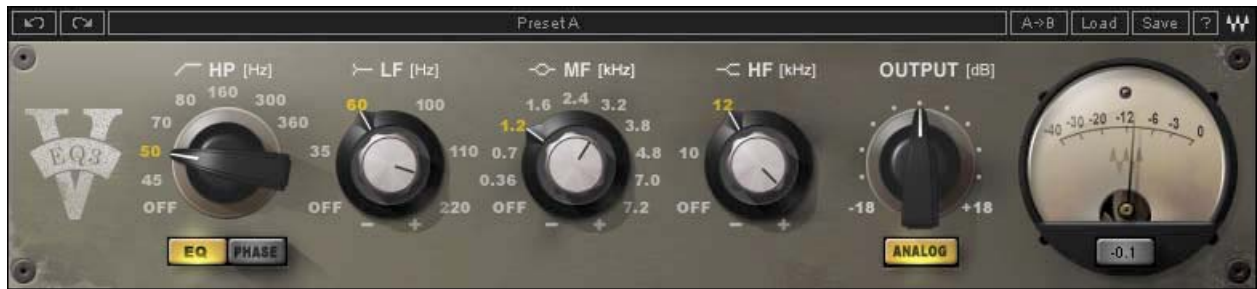 Preset A A->B Load Save ?
HP [Hz] LF [Hz] MF [kHz] HF [kHz] OUTPUT [dB]
OFF 45 50 70 80 160 300 360
OFF 35 60 100 110 220
- +
OFF 0.36 0.7 1.2 1.6 2.4 3.2 3.8 4.8 7.0 7.2
- +
OFF 10 12
- +
-18 +18
-40 -30 -20 -12 -6 -3 0
V EQ3
EQ PHASE
ANALOG
-0.1